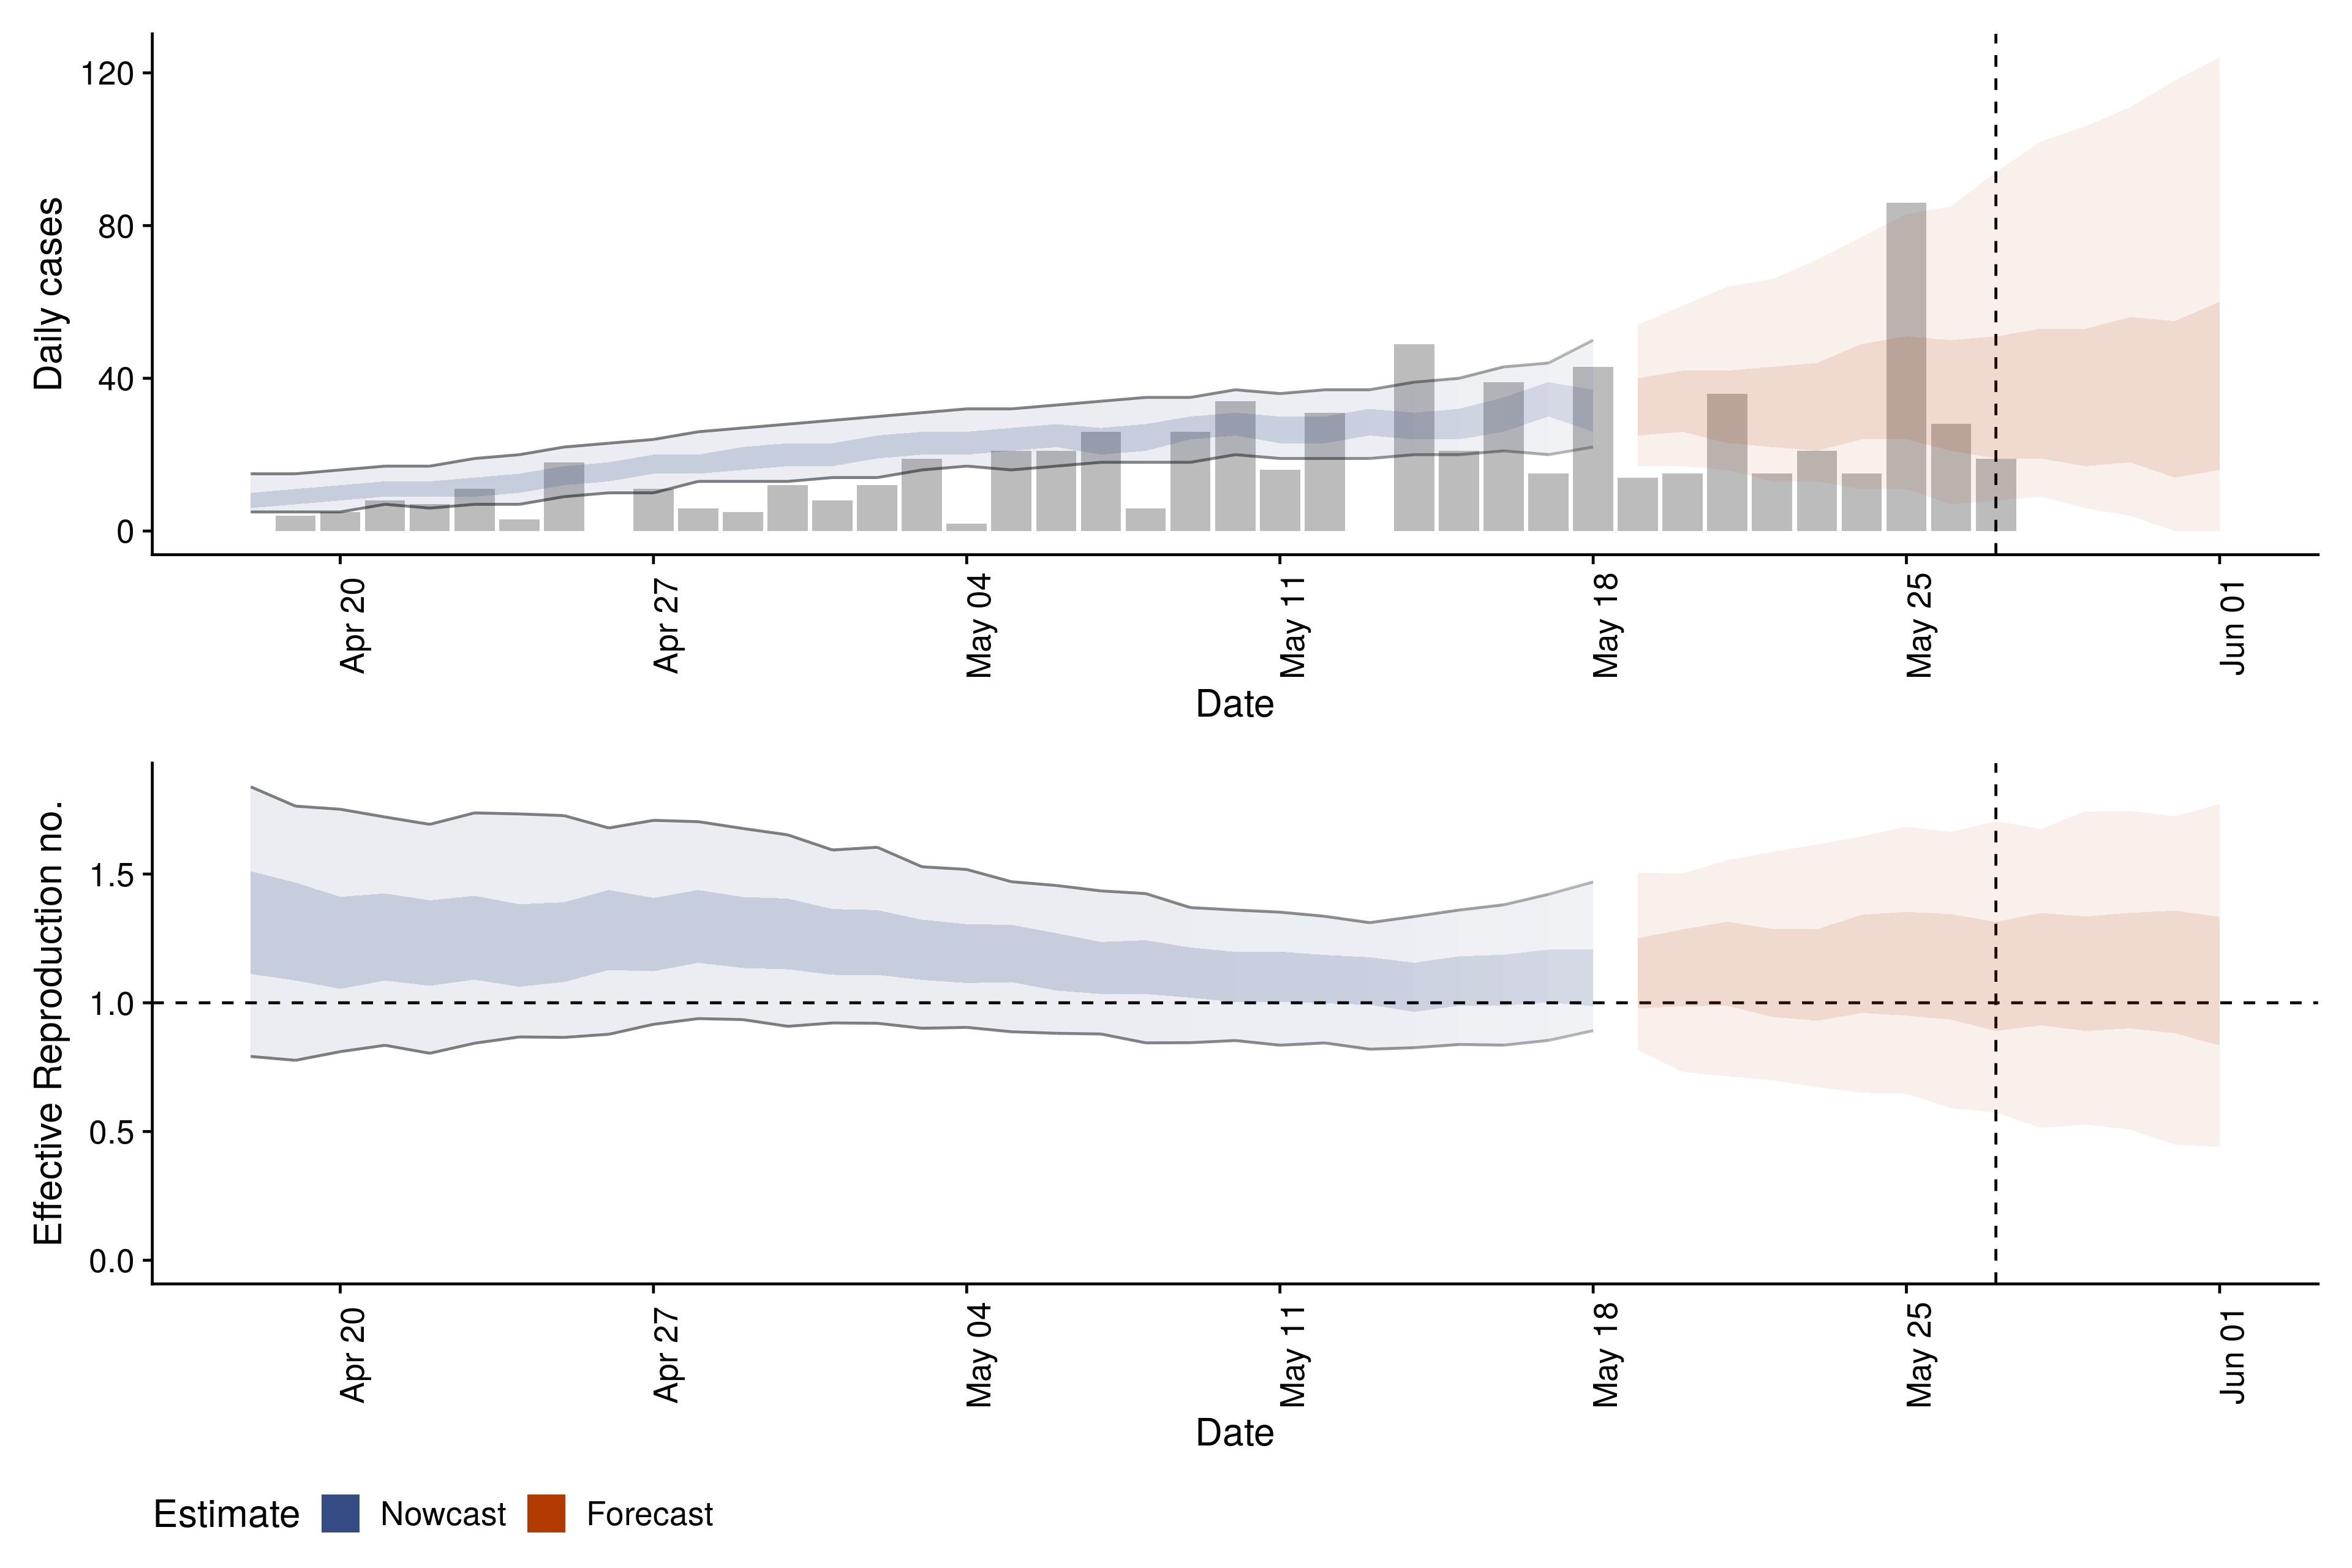 Daily cases
120
80
40
0
Apr 20
Apr 27
May 04
May 11
May 18
May 25
Jun 01
Date
Effective Reproduction no.
1.5
1.0
0.5
0.0
Apr 20
Apr 27
May 04
May 11
May 18
May 25
Jun 01
Date
Estimate Nowcast Forecast